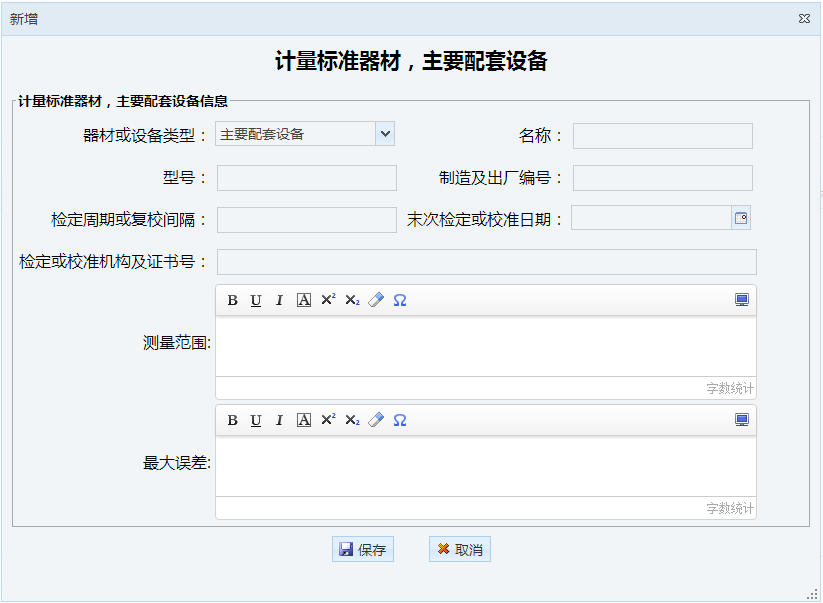 新增
计量标准器材，主要配套设备
计量标准器材，主要配套设备信息
器材或设备类型： 主要配套设备 名称：
型号： 制造及出厂编号：
检定周期或复校间隔： 末次检定或校准日期：
检定或校准机构及证书号：
B U I A X² X₂ Ω
测量范围:
字数统计
B U I A X² X₂ Ω
最大误差:
字数统计
保存 取消